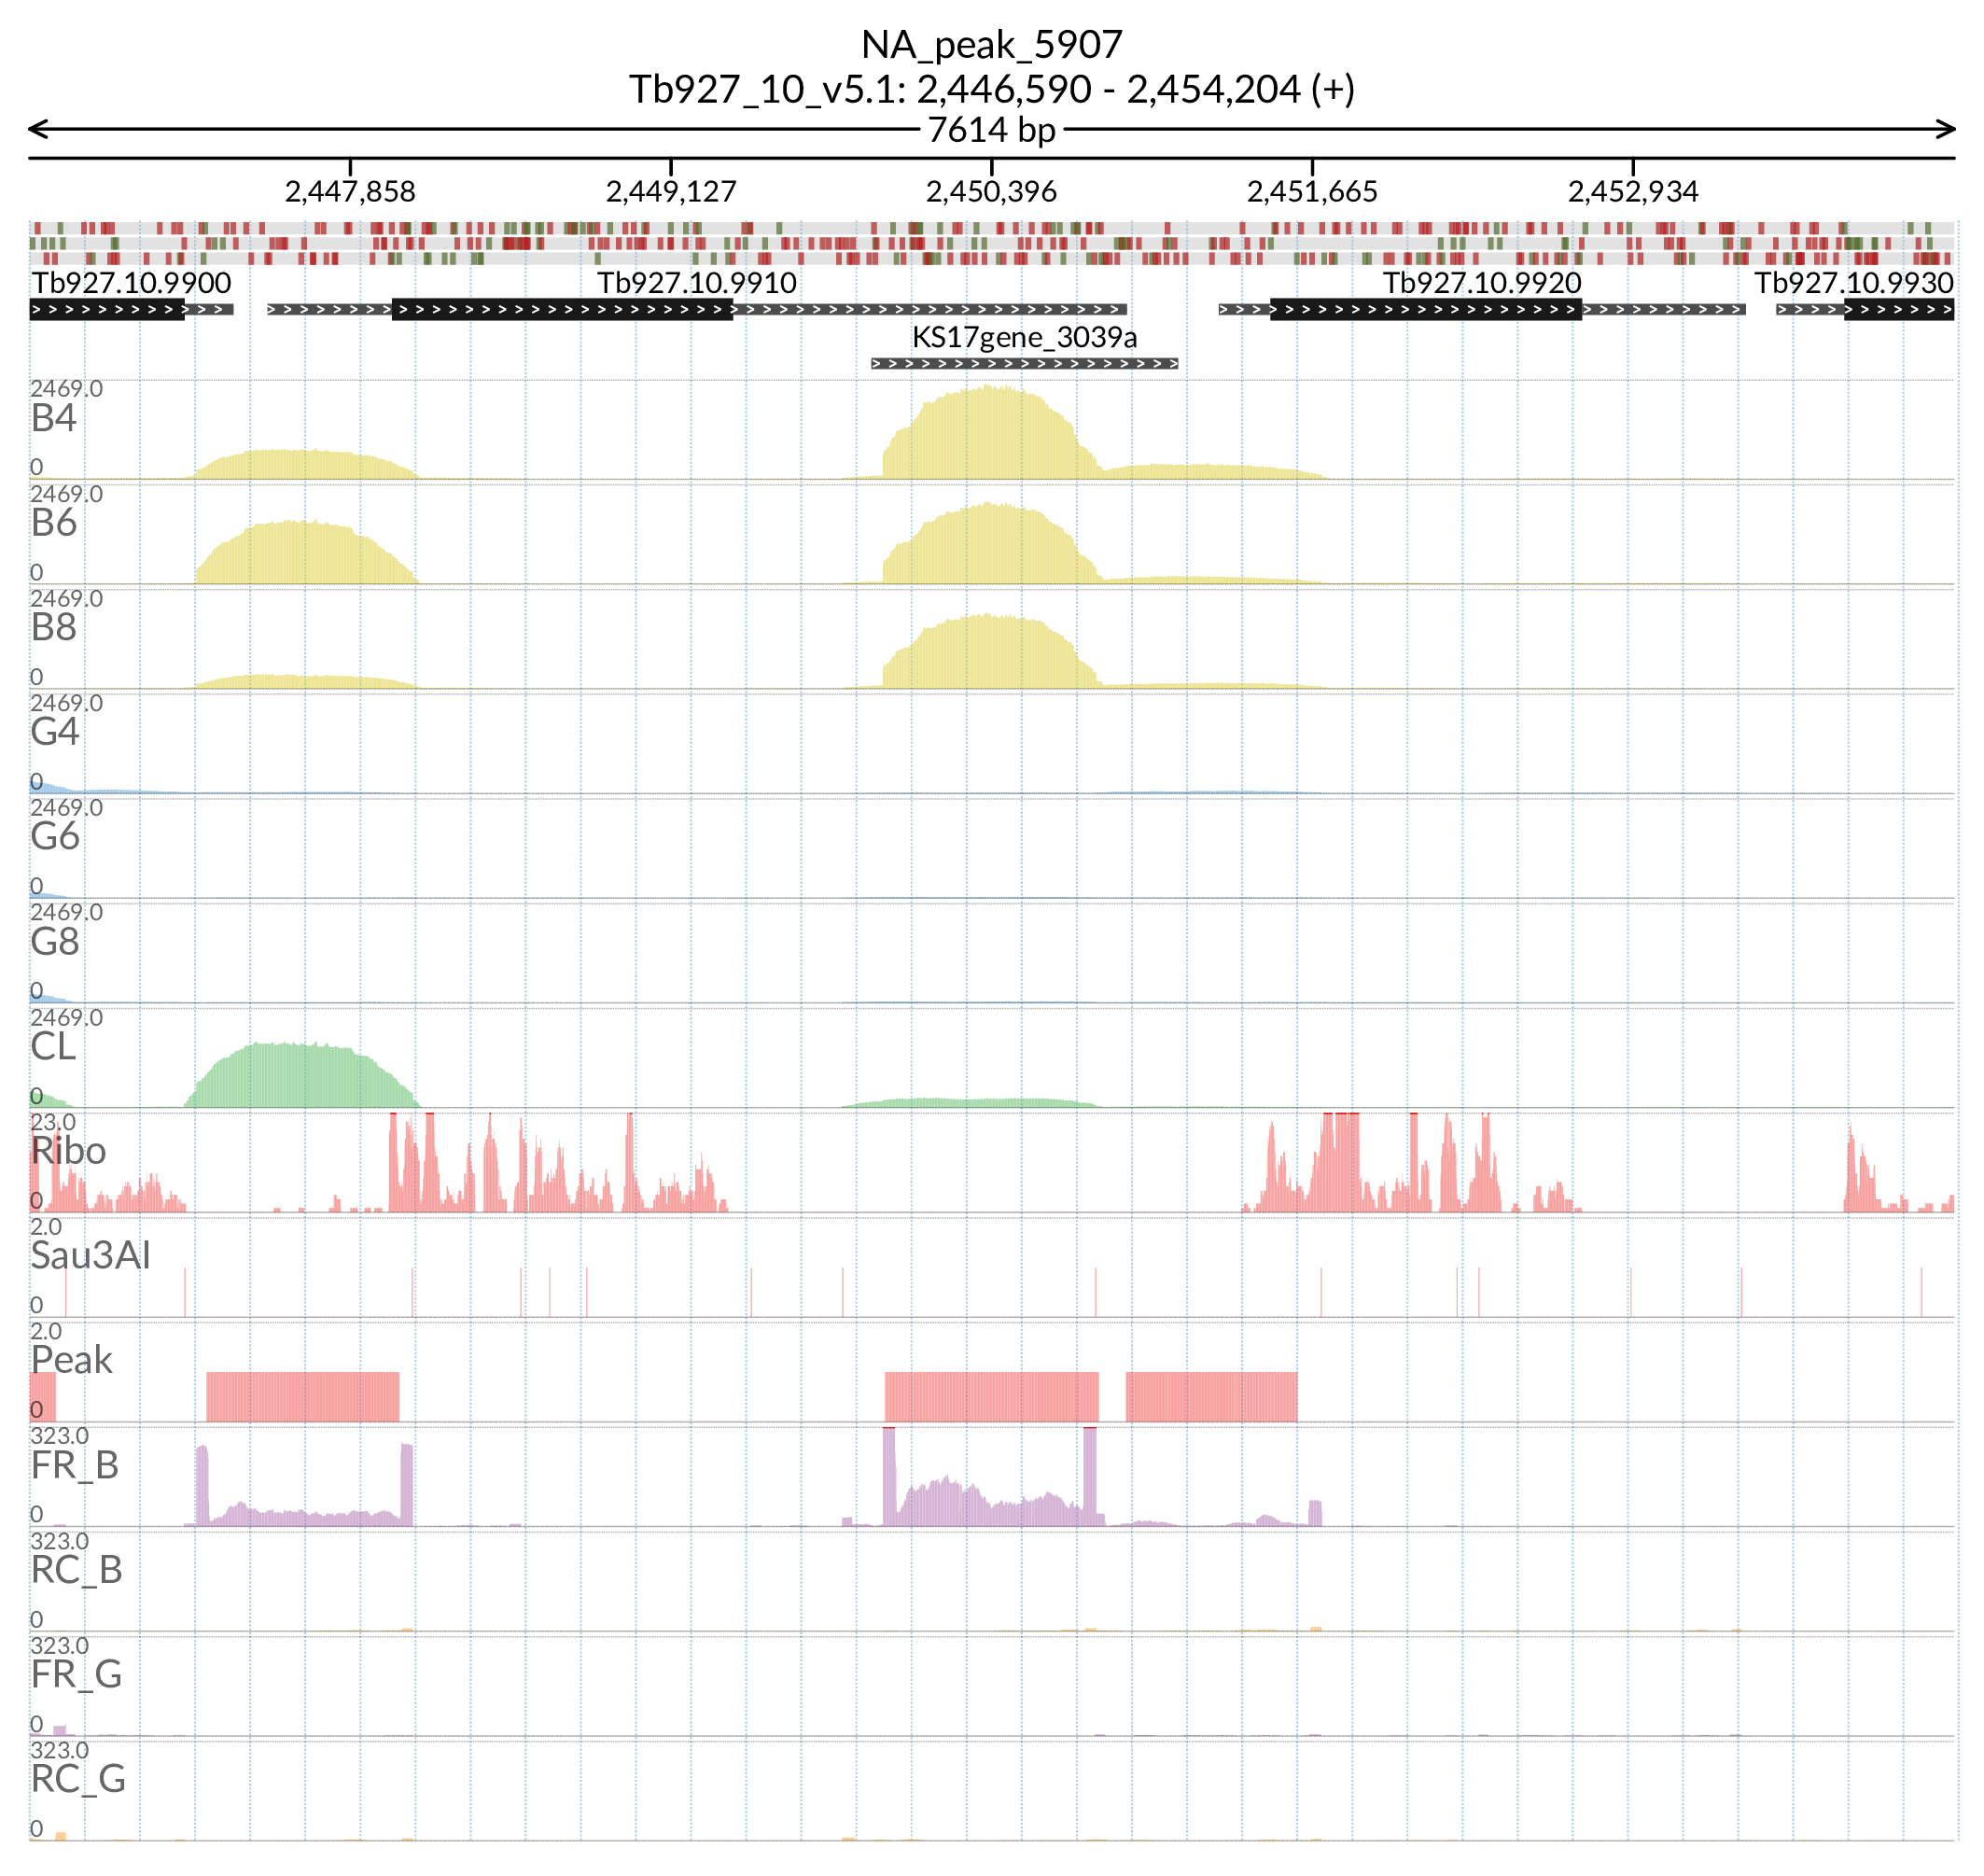 NA_peak_5907
Tb927_10_v5.1: 2,446,590 - 2,454,204 (+)
7614 bp
2,447,858 2,449,127 2,450,396 2,451,665 2,452,934
Tb927.10.9900 Tb927.10.9910 Tb927.10.9920 Tb927.10.9930
KS17gene_3039a
2469.0
B4
0
2469.0
B6
0
2469.0
B8
0
2469.0
G4
0
2469.0
G6
0
2469.0
G8
0
2469.0
CL
0
23.0
Ribo
0
2.0
Sau3AI
0
2.0
Peak
0
323.0
FR_B
0
323.0
RC_B
0
323.0
FR_G
0
323.0
RC_G
0